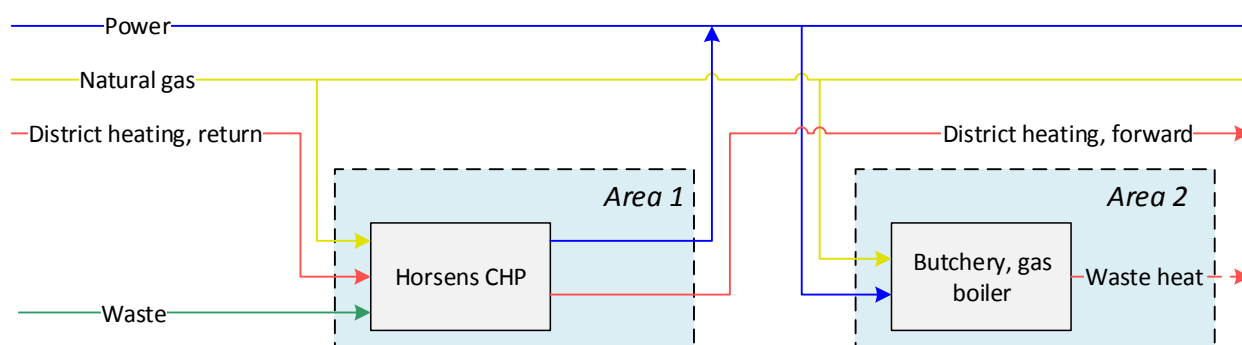 Power
Natural gas
District heating, return
District heating, forward
Area 1
Area 2
Horsens CHP
Butchery, gas
boiler
Waste heat
Waste